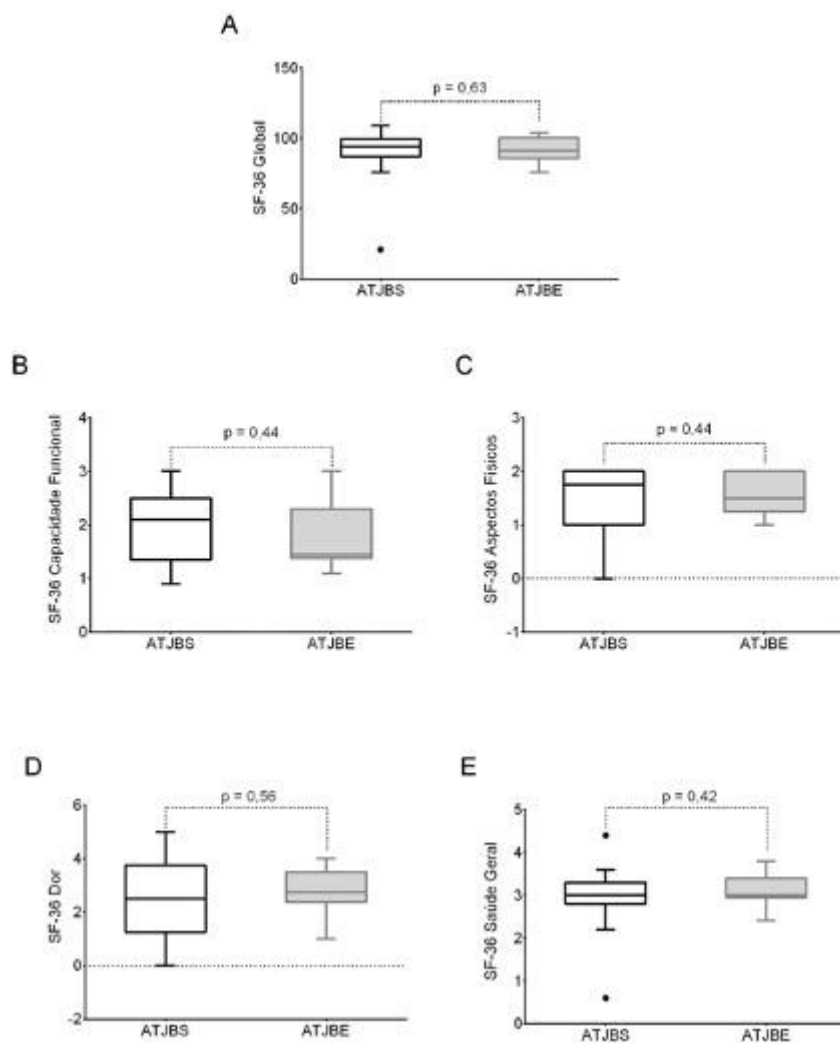 A
SF-36 Global
150
100
50
0
p = 0,63
ATJBS
ATJBE
B
SF-36 Capacidade Funcional
4
3
2
1
0
p = 0,44
ATJBS
ATJBE
C
SF-36 Aspectos Físicos
3
2
1
0
-1
p = 0,44
ATJBS
ATJBE
D
SF-36 Dor
6
4
2
0
-2
p = 0,56
ATJBS
ATJBE
E
SF-36 Saúde Geral
5
4
3
2
1
0
p = 0,42
ATJBS
ATJBE